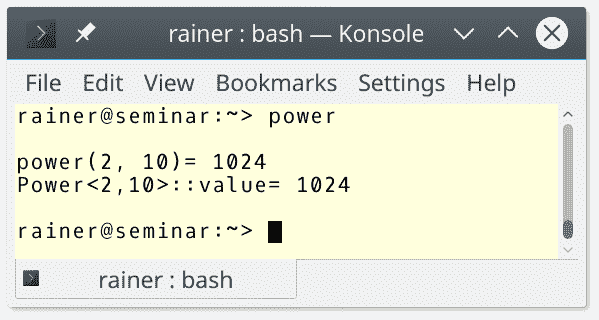 rainer : bash — Konsole
File Edit View Bookmarks Settings Help
rainer@seminar:~> power
power(2, 10)= 1024
Power<2,10>::value= 1024
rainer@seminar:~>
rainer : bash